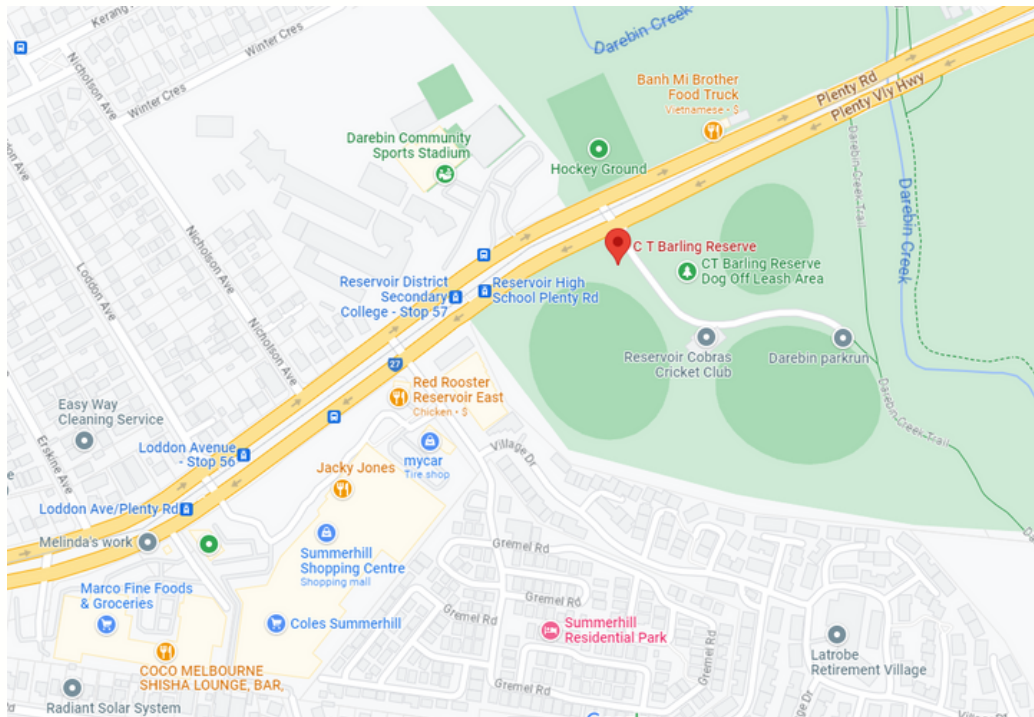 Kerang
Winter Cres
Nicholson Ave
Winter Cres
Darebin Creek
Banh Mi Brother
Food Truck
Vietnamese • $
Plenty Rd
Plenty Vly Hwy
Darebin Community
Sports Stadium
Hockey Ground
Darebin Creek Trail
Darebin Creek
Loddon Ave
Nicholson Ave
C T Barling Reserve
CT Barling Reserve
Dog Off Leash Area
Reservoir District
Secondary
College - Stop 57
Reservoir High
School Plenty Rd
Nicholson Ave
Reservoir Cobras
Cricket Club
Darebin parkrun
27
Red Rooster
Reservoir East
Chicken • $
Darebin Creek Trail
Easy Way
Cleaning Service
Erskine Ave
Loddon Avenue
- Stop 56
mycar
Tire shop
Village Dr
Jacky Jones
Loddon Ave/Plenty Rd
Melinda's work
Summerhill
Shopping Centre
Shopping mall
Gremel Rd
Marco Fine Foods
& Groceries
Gremel Rd
Gremel Rd
Gremel Rd
Coles Summerhill
Summerhill
Residential Park
Latrobe
Retirement Village
COCO MELBOURNE
SHISHA LOUNGE, BAR,
Gremel Rd
Radiant Solar System